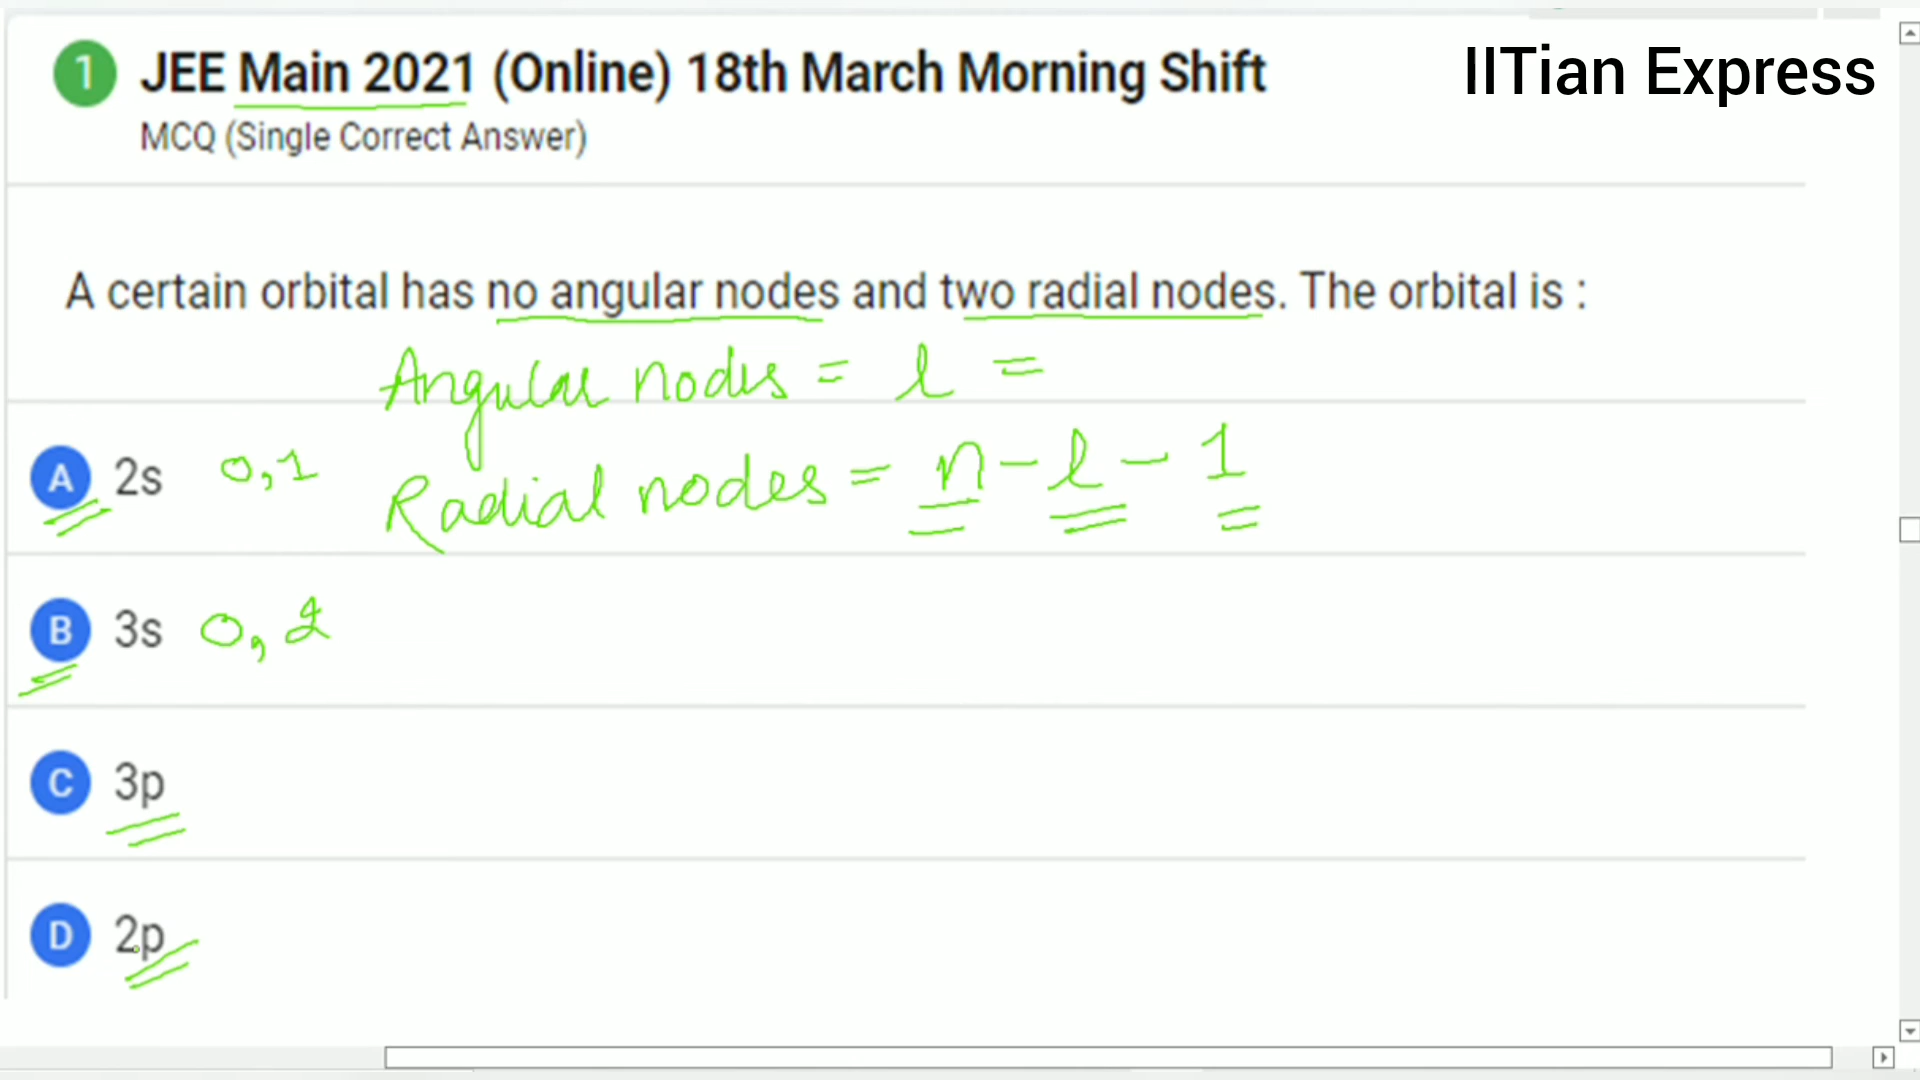 1 JEE Main 2021 (Online) 18th March Morning Shift
IITian Express
MCQ (Single Correct Answer)
A certain orbital has no angular nodes and two radial nodes. The orbital is :
Angular nodes = l =
Radial nodes = n - l - 1
A 2s 0,1
B 3s 0, 2
C 3p
D 2p